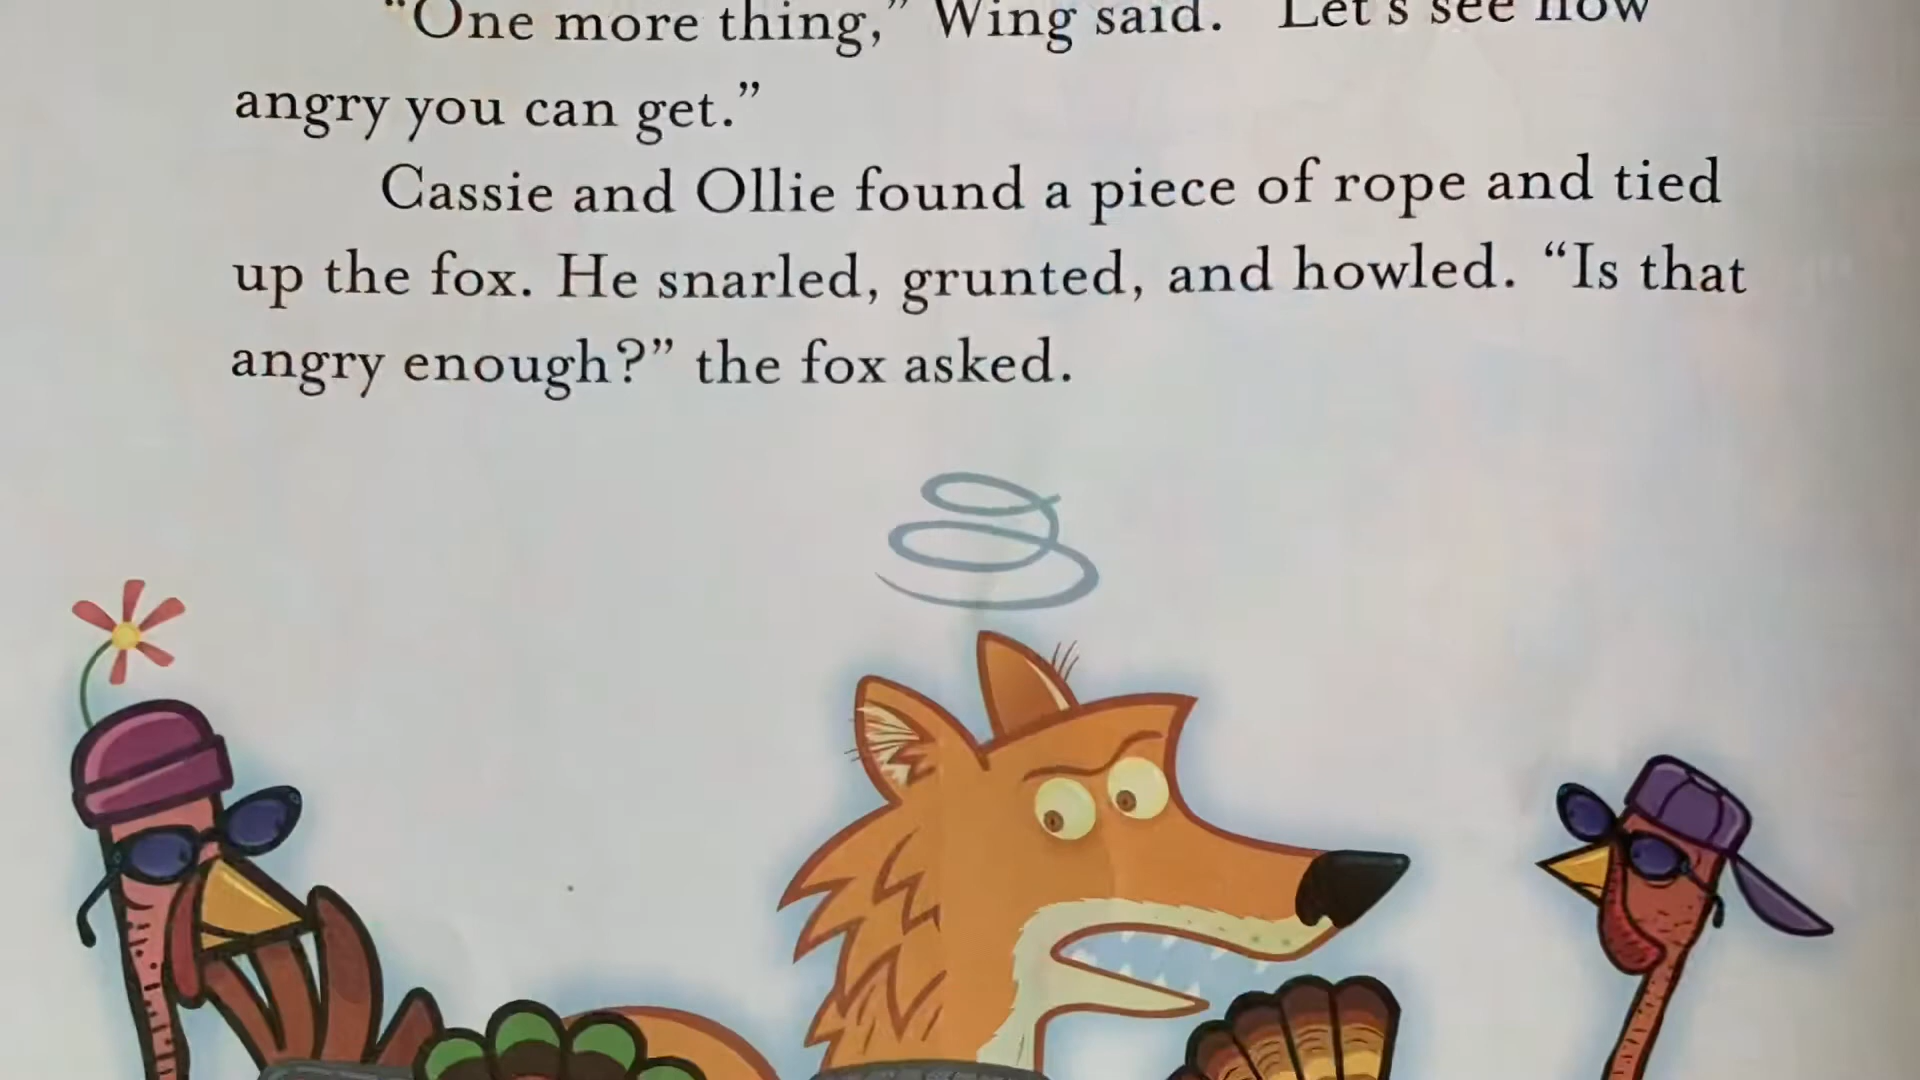 “One more thing,” Wing said. “Let's see how
angry you can get.”
Cassie and Ollie found a piece of rope and tied
up the fox. He snarled, grunted, and howled. “Is that
angry enough?” the fox asked.